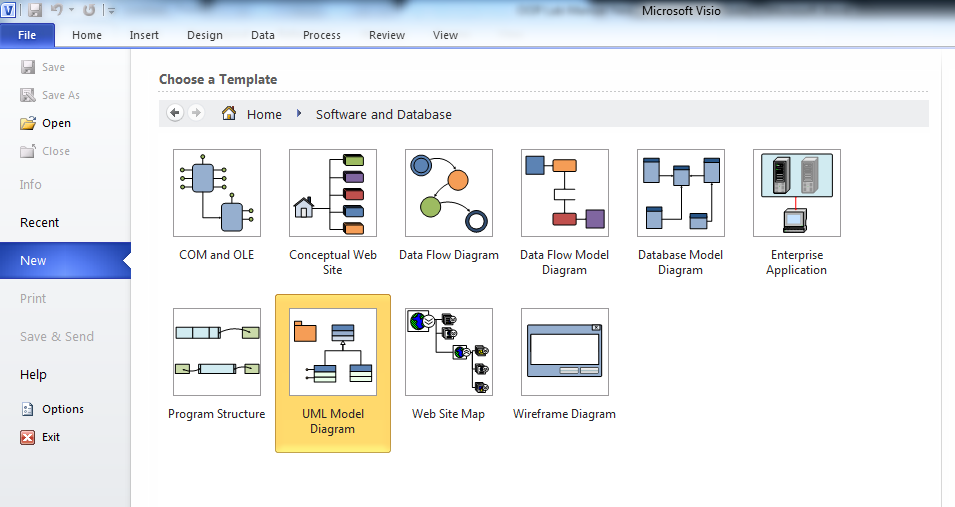 Microsoft Visio
File Home Insert Design Data Process Review View
Save
Save As
Open
Close
Info
Recent
New
Print
Save & Send
Help
Options
Exit
Choose a Template
Home Software and Database
COM and OLE
Conceptual Web
Site
Data Flow Diagram
Data Flow Model
Diagram
Database Model
Diagram
Enterprise
Application
Program Structure
UML Model
Diagram
Web Site Map
Wireframe Diagram